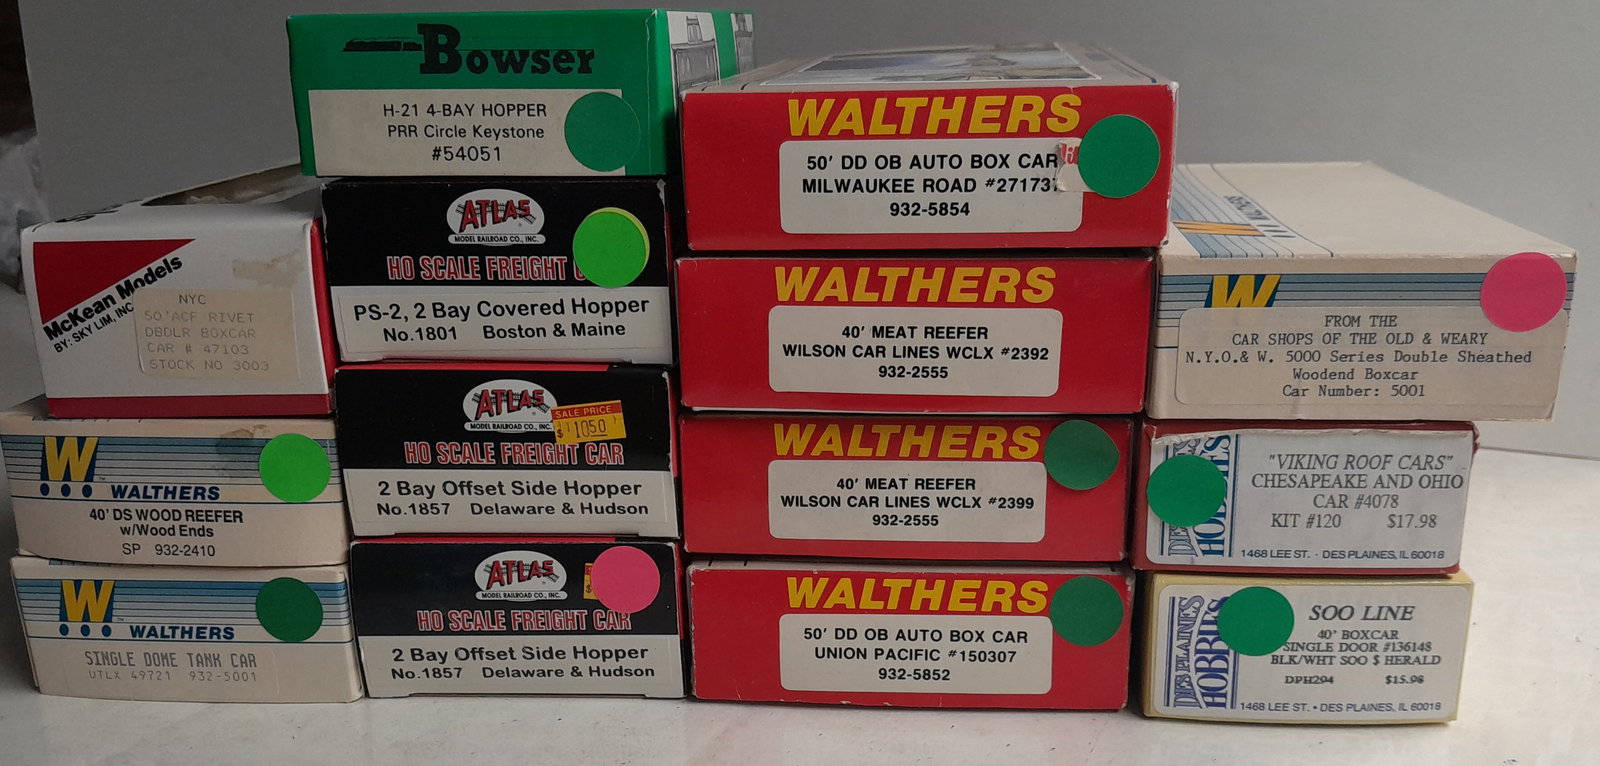 Bowser
H-21 4-BAY HOPPER
PRR Circle Keystone
#54051
McKean Models
BY: SKY LIM, INC
NYC
50'ACF RIVET
DBDLR BOXCAR
CAR # 47103
STOCK NO 3003
W
WALTHERS
40' DS WOOD REEFER
w/Wood Ends
SP 932-2410
W
WALTHERS
SINGLE DOME TANK CAR
UTLX 49721 932-5001
ATLAS
MODEL RAILROAD CO., INC.
HO SCALE FREIGHT
PS-2, 2 Bay Covered Hopper
No.1801 Boston & Maine
ATLAS
MODEL RAILROAD CO., INC.
SALE PRICE
$ 10.50
HO SCALE FREIGHT CAR
2 Bay Offset Side Hopper
No.1857 Delaware & Hudson
ATLAS
MODEL RAILROAD CO., INC.
HO SCALE FREIGHT CAR
2 Bay Offset Side Hopper
No.1857 Delaware & Hudson
WALTHERS
50' DD OB AUTO BOX CAR
MILWAUKEE ROAD #271737
932-5854
WALTHERS
40' MEAT REEFER
WILSON CAR LINES WCLX #2392
932-2555
WALTHERS
40' MEAT REEFER
WILSON CAR LINES WCLX #2399
932-2555
WALTHERS
50' DD OB AUTO BOX CAR
UNION PACIFIC #150307
932-5852
WALTHERS
W
W
FROM THE
CAR SHOPS OF THE OLD & WEARY
N.Y.O.& W. 5000 Series Double Sheathed
Woodend Boxcar
Car Number: 5001
DES PLAINES
HOBBIES
"VIKING ROOF CARS"
CHESAPEAKE AND OHIO
CAR #4078
KIT #120 $17.98
1468 LEE ST. · DES PLAINES, IL 60018
DES PLAINES
HOBBIES
SOO LINE
40' BOXCAR
SINGLE DOOR #136148
BLK/WHT SOO $ HERALD
DPH294 $15.98
1468 LEE ST. • DES PLAINES, IL 60018